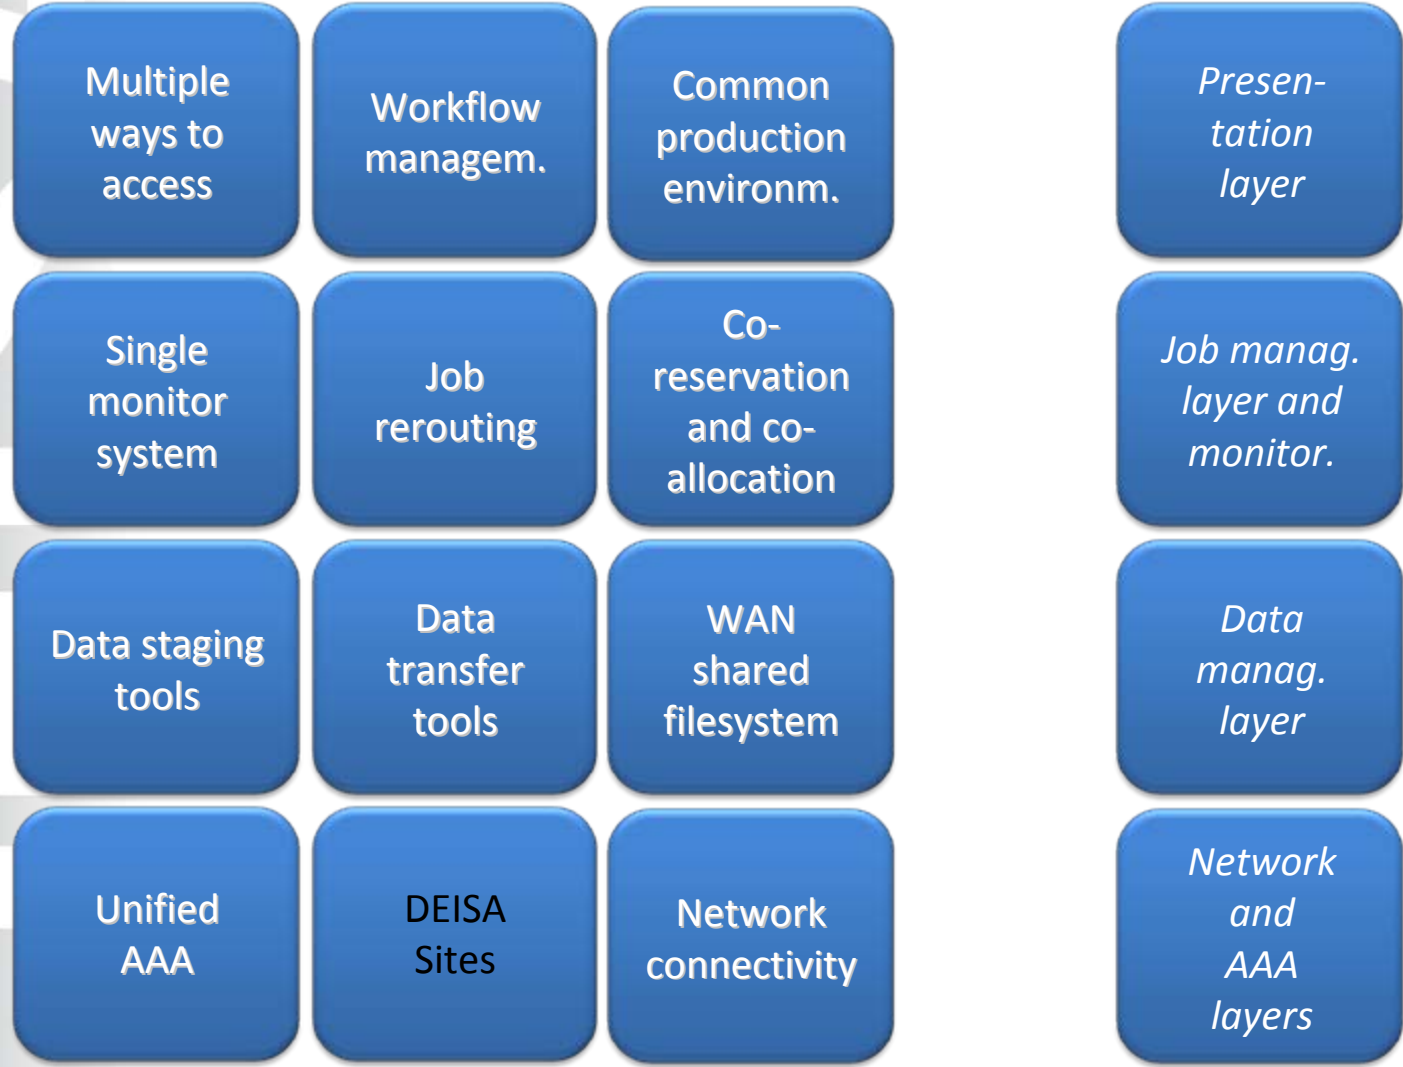 Multiple
ways to
access
Workflow
managem.
Common
production
environm.
Presen-
tation
layer
Single
monitor
system
Job
rerouting
Co-
reservation
and co-
allocation
Job manag.
layer and
monitor.
Data staging
tools
Data
transfer
tools
WAN
shared
filesystem
Data
manag.
layer
Unified
AAA
DEISA
Sites
Network
connectivity
Network
and
AAA
layers